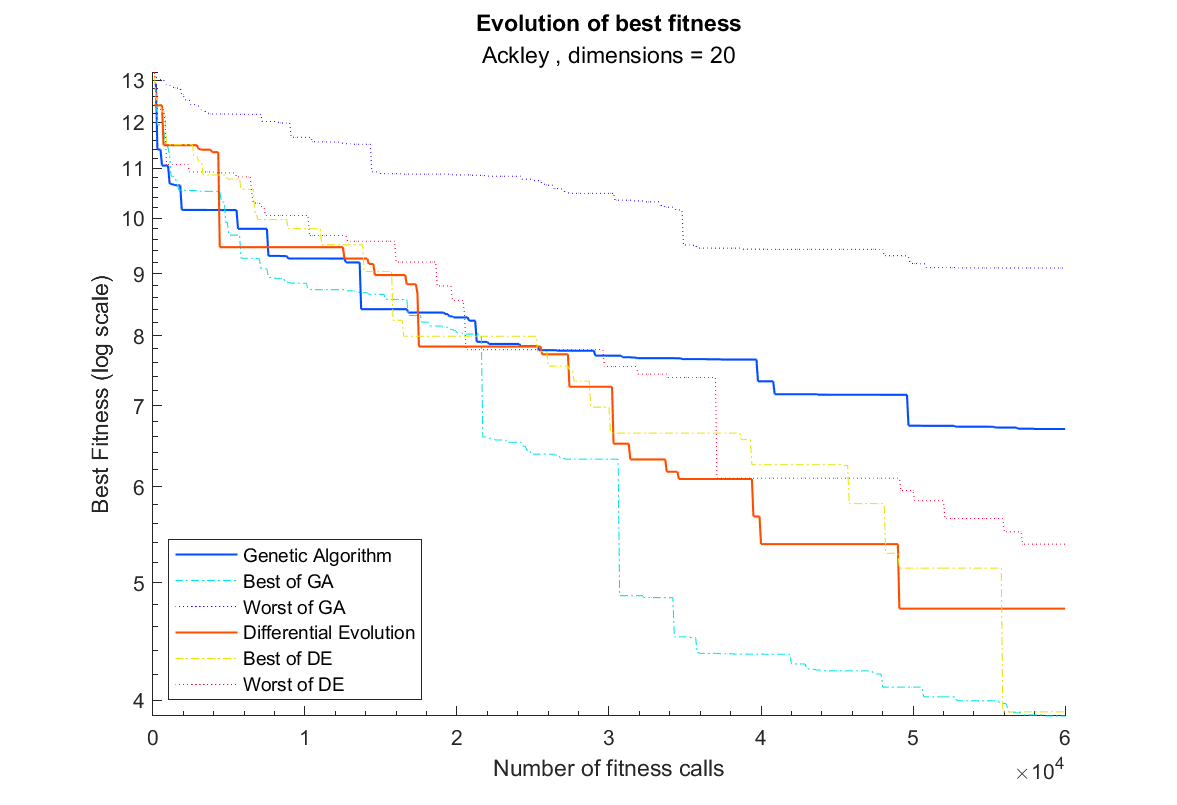 Evolution of best fitness
Ackley , dimensions = 20
Best Fitness (log scale)
13
12
11
10
9
8
7
6
5
4
Genetic Algorithm
Best of GA
Worst of GA
Differential Evolution
Best of DE
Worst of DE
0 1 2 3 4 5 6
Number of fitness calls
×10⁴